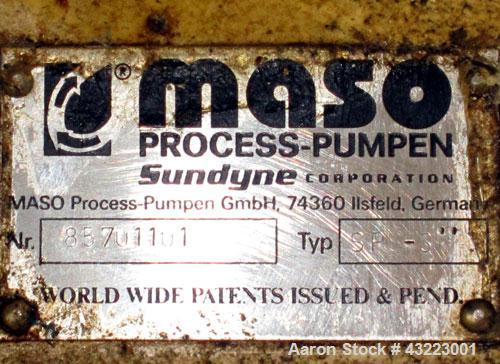 ® maso
PROCESS-PUMPEN
Sundyne CORPORATION
MASO Process-Pumpen GmbH, 74360 Ilsfeld, Germany
Nr. Typ SP
WORLD WIDE PATENTS ISSUED & PEND.
Aaron Stock # 43223001